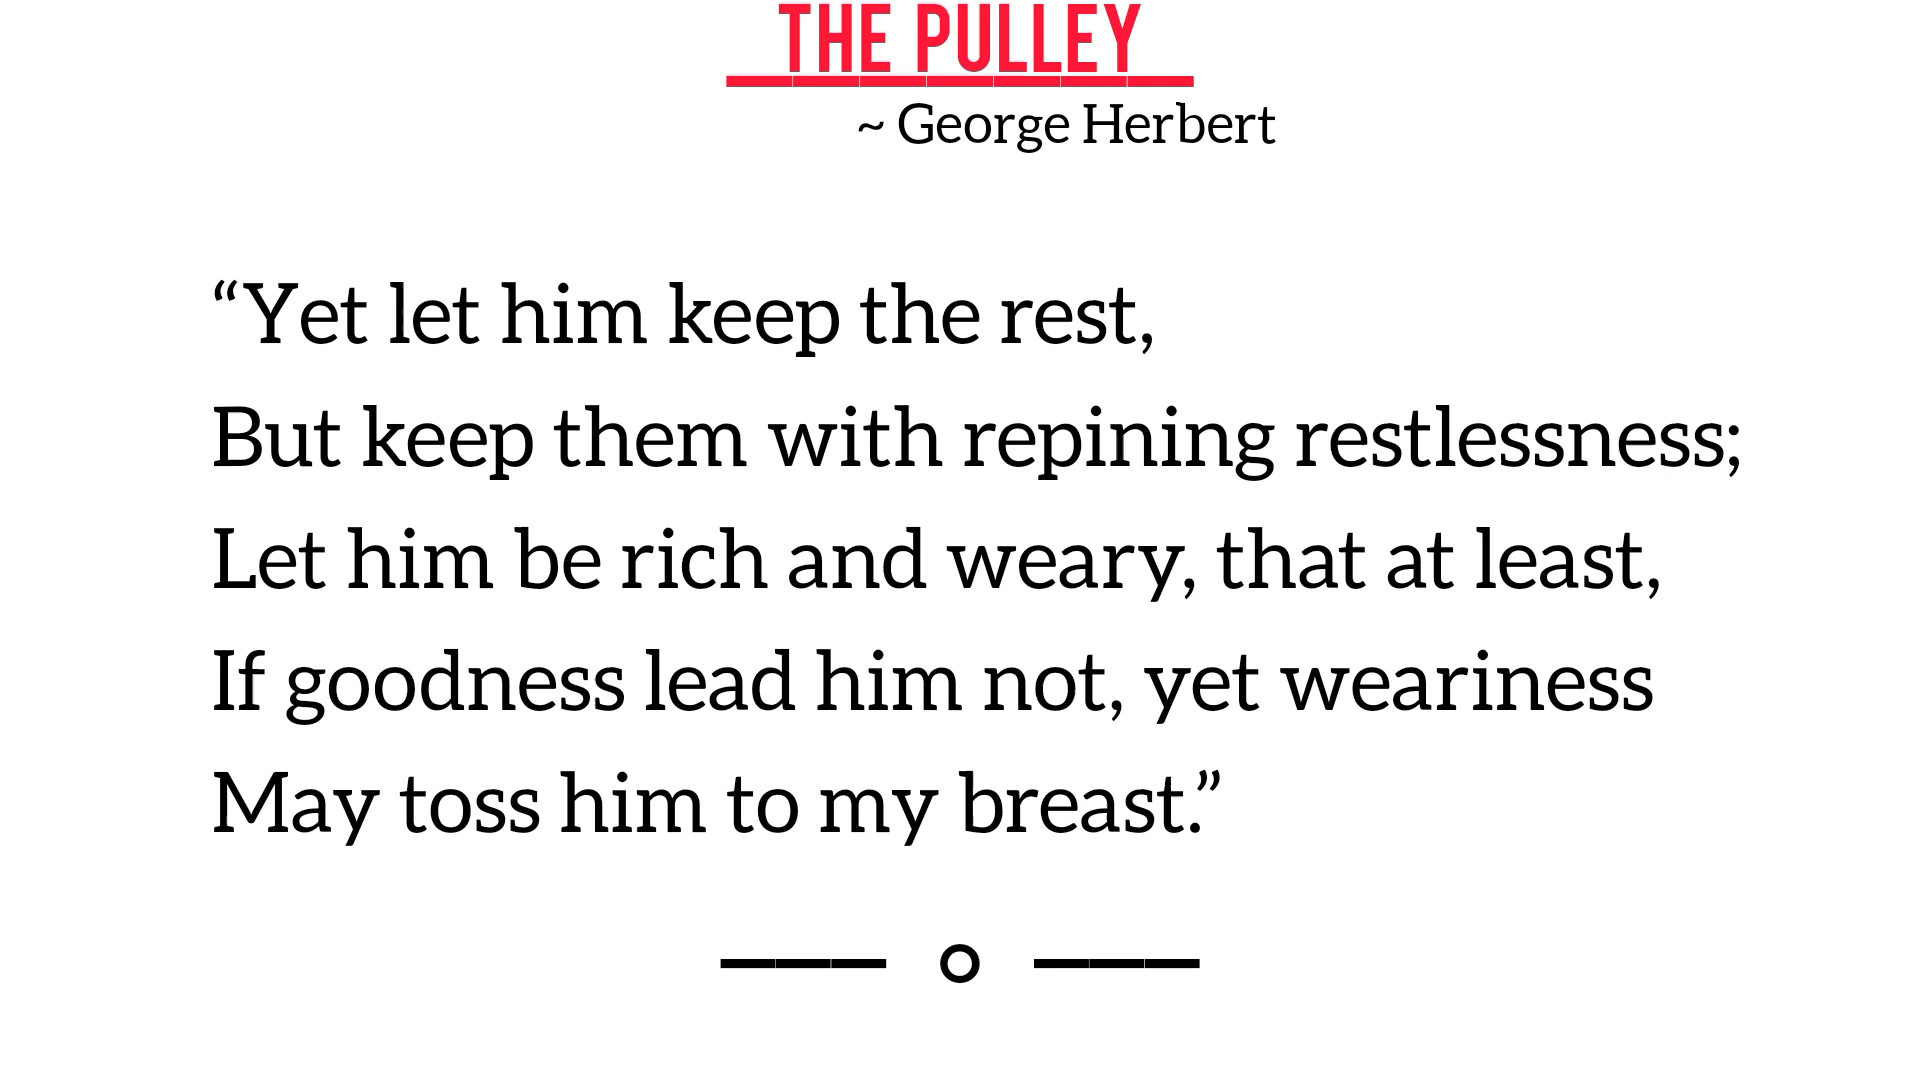 THE PULLEY
~ George Herbert
“Yet let him keep the rest,
But keep them with repining restlessness;
Let him be rich and weary, that at least,
If goodness lead him not, yet weariness
May toss him to my breast.”